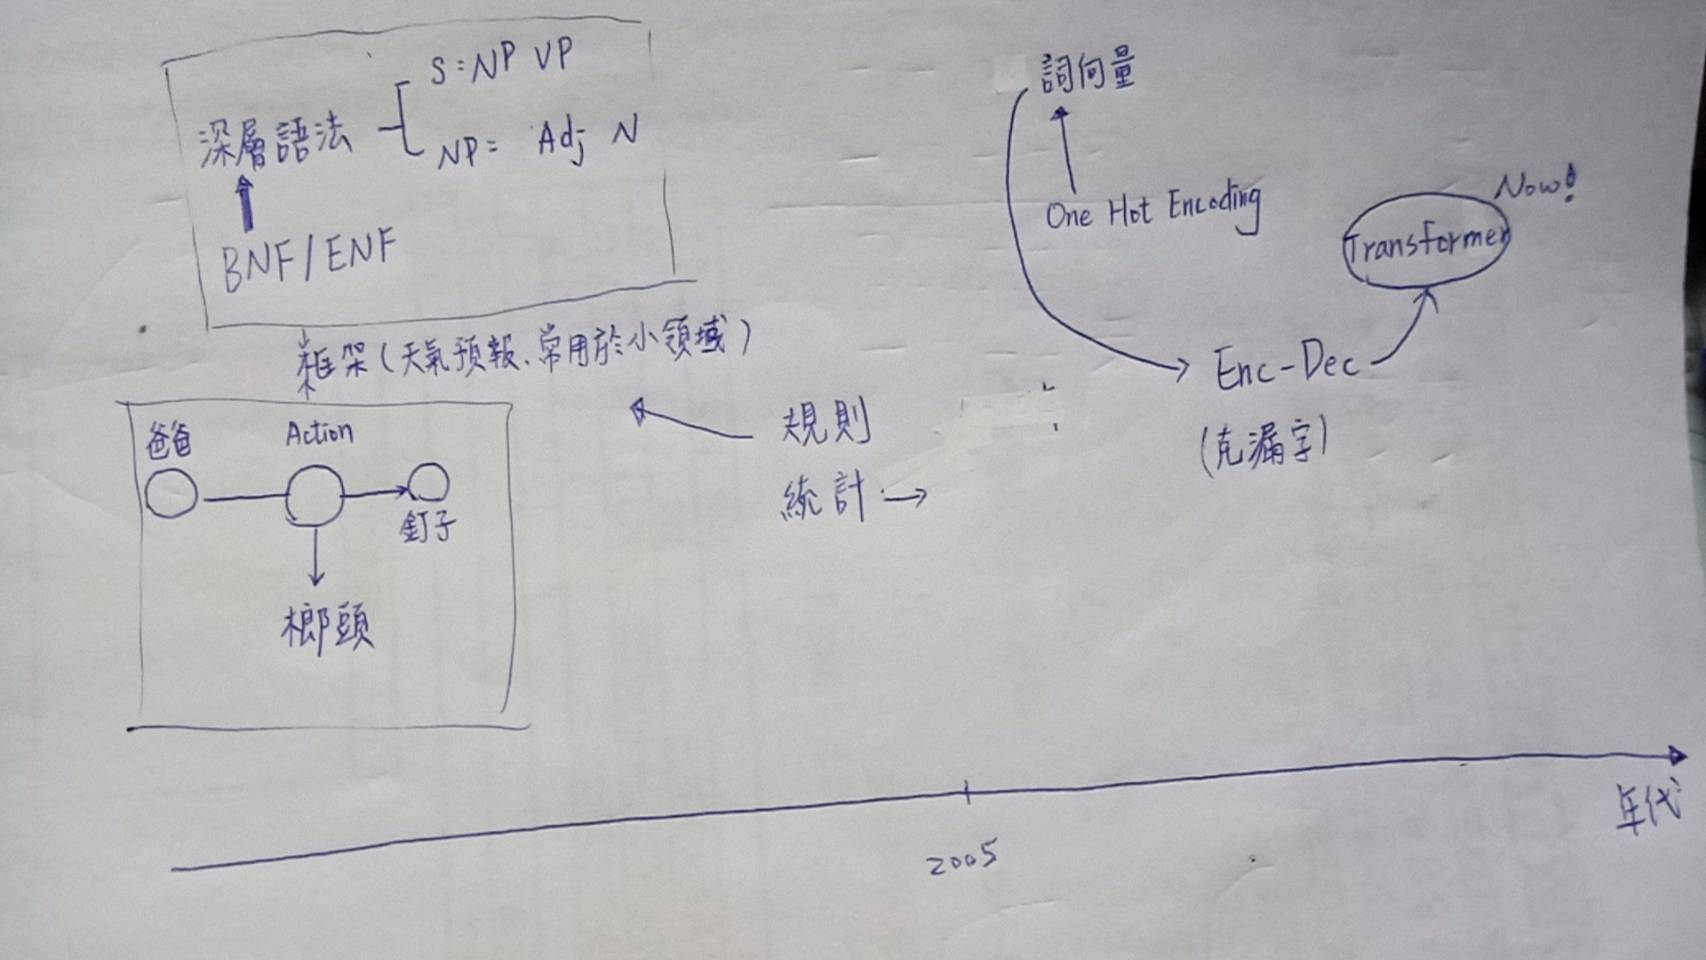 S:NP VP
深層語法
NP= Adj N
BNF/ENF
框架(天氣預報、常用於小領域)
爸爸
Action
釘子
榔頭
規則
統計
詞向量
One Hot Encoding
Now!
Transformer
Enc-Dec
(克漏字)
2005
年代